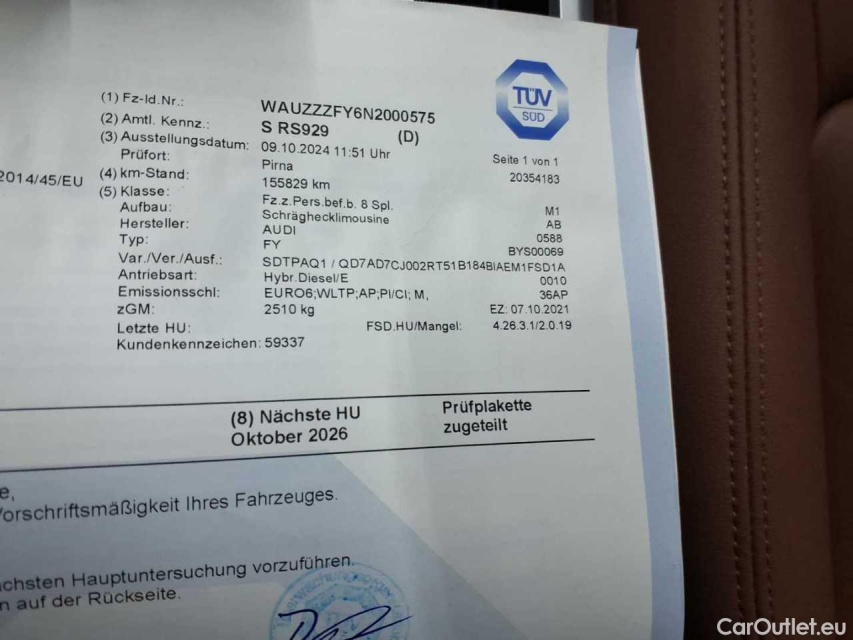 TÜV
SÜD
(1) Fz-Id.Nr.: WAUZZZFY6N2000575
(2) Amtl. Kennz.: S RS929 (D)
(3) Ausstellungsdatum: 09.10.2024 11:51 Uhr
Prüfort: Pirna Seite 1 von 1
2014/45/EU (4) km-Stand: 155829 km 20354183
(5) Klasse: Fz.z.Pers.bef.b. 8 Spl. M1
Aufbau: Schräghecklimousine AB
Hersteller: AUDI 0588
Typ: FY BYS00069
Var./Ver./Ausf.: SDTPAQ1 / QD7AD7CJ002RT51B184BIAEM1FSD1A
Antriebsart: Hybr.Diesel/E 0010
Emissionsschl: EURO6;WLTP;AP;PI/CI; M, 36AP
zGM: 2510 kg EZ: 07.10.2021
Letzte HU: FSD.HU/Mangel: 4.26.3.1/2.0.19
Kundenkennzeichen: 59337
(8) Nächste HU Prüfplakette
Oktober 2026 zugeteilt
e,
Vorschriftsmäßigkeit Ihres Fahrzeuges.
chsten Hauptuntersuchung vorzuführen.
n auf der Rückseite.
CarOutlet.eu